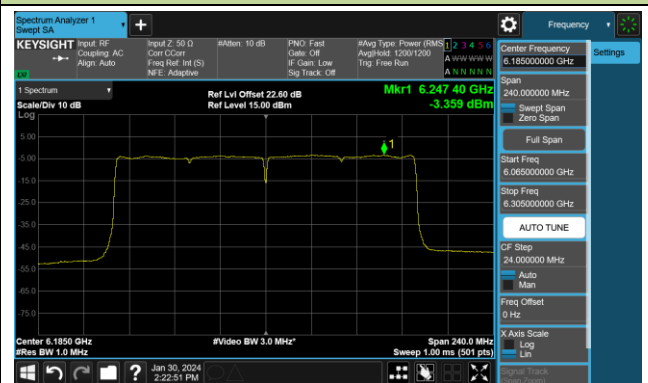 Spectrum Analyzer 1
Swept SA
+
Frequency
KEYSIGHT
Input: RF
Coupling: AC
Align: Auto
Input Z: 50 Ω
Corr CCorr
Freq Ref: Int (S)
NFE: Adaptive
#Atten: 10 dB
PNO: Fast
Gate: Off
IF Gain: Low
Sig Track: Off
#Avg Type: Power (RMS
Avg|Hold: 1200/1200
Trig: Free Run
1 2 3 4 5 6
A W W W W W
A N N N N N
LXI
1 Spectrum
Scale/Div 10 dB
Log
Ref Lvl Offset 22.60 dB
Ref Level 15.00 dBm
Mkr1 6.247 40 GHz
-3.359 dBm
1
5.00
-5.00
-15.0
-25.0
-35.0
-45.0
-55.0
-65.0
-75.0
Center 6.1850 GHz
#Res BW 1.0 MHz
#Video BW 3.0 MHz*
Span 240.0 MHz
Sweep 1.00 ms (501 pts)
Jan 30, 2024
2:22:51 PM
Center Frequency
6.185000000 GHz
Settings
Span
240.000000 MHz
Swept Span
Zero Span
Full Span
Start Freq
6.065000000 GHz
Stop Freq
6.305000000 GHz
AUTO TUNE
CF Step
24.000000 MHz
Auto
Man
Freq Offset
0 Hz
X Axis Scale
Log
Lin
Signal Track
(Span Zoom)